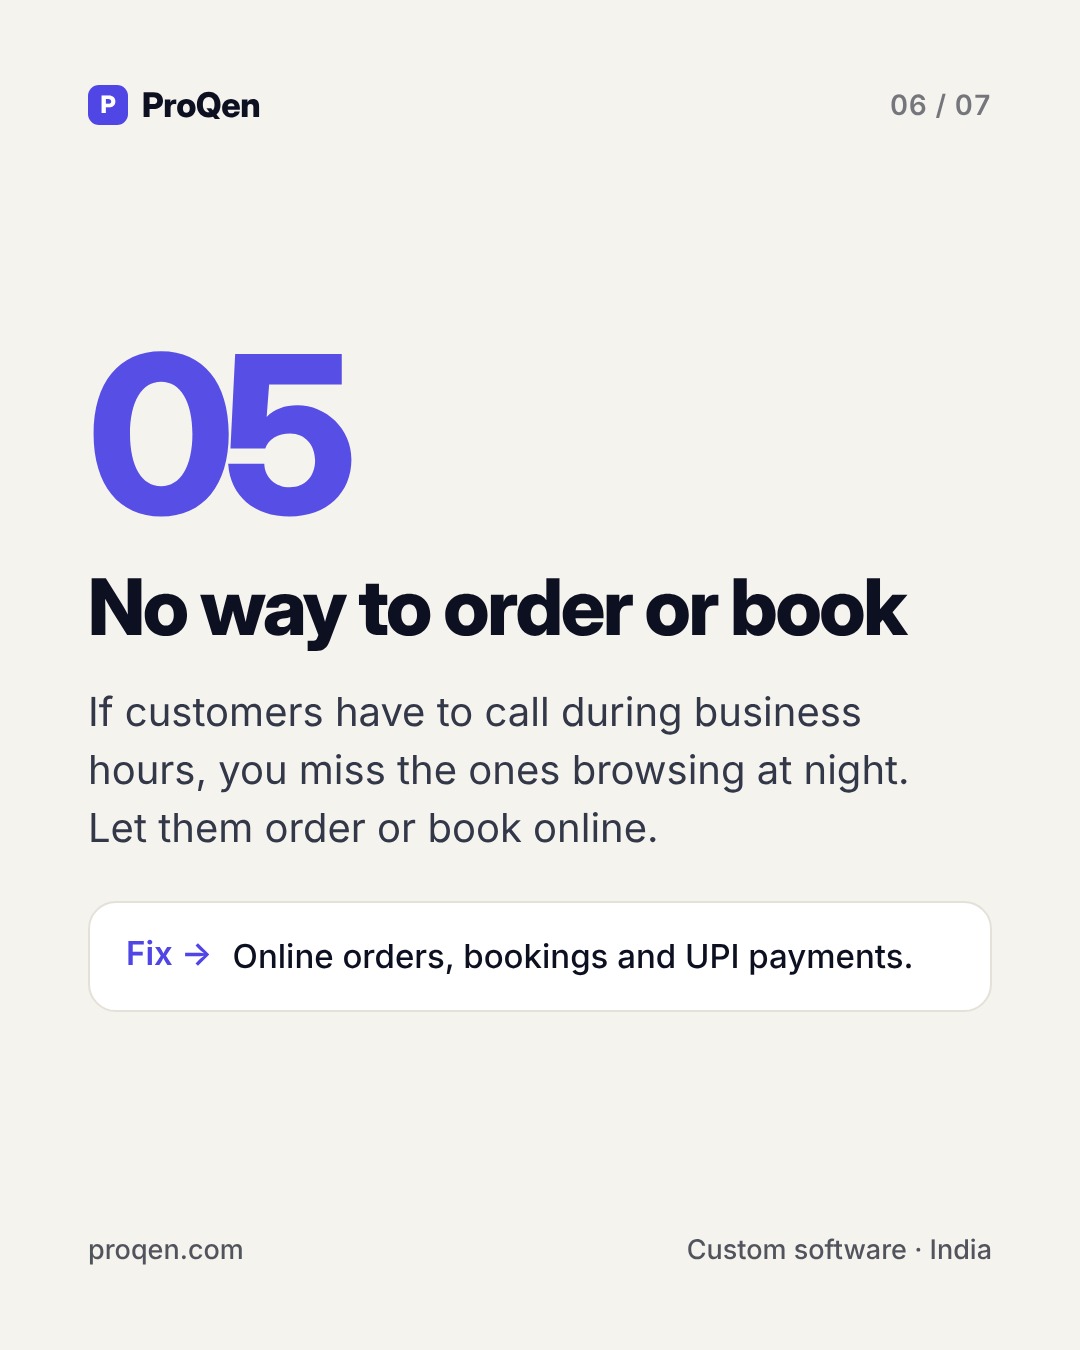 P ProQen
06 / 07
05
No way to order or book
If customers have to call during business
hours, you miss the ones browsing at night.
Let them order or book online.
Fix → Online orders, bookings and UPI payments.
proqen.com
Custom software · India